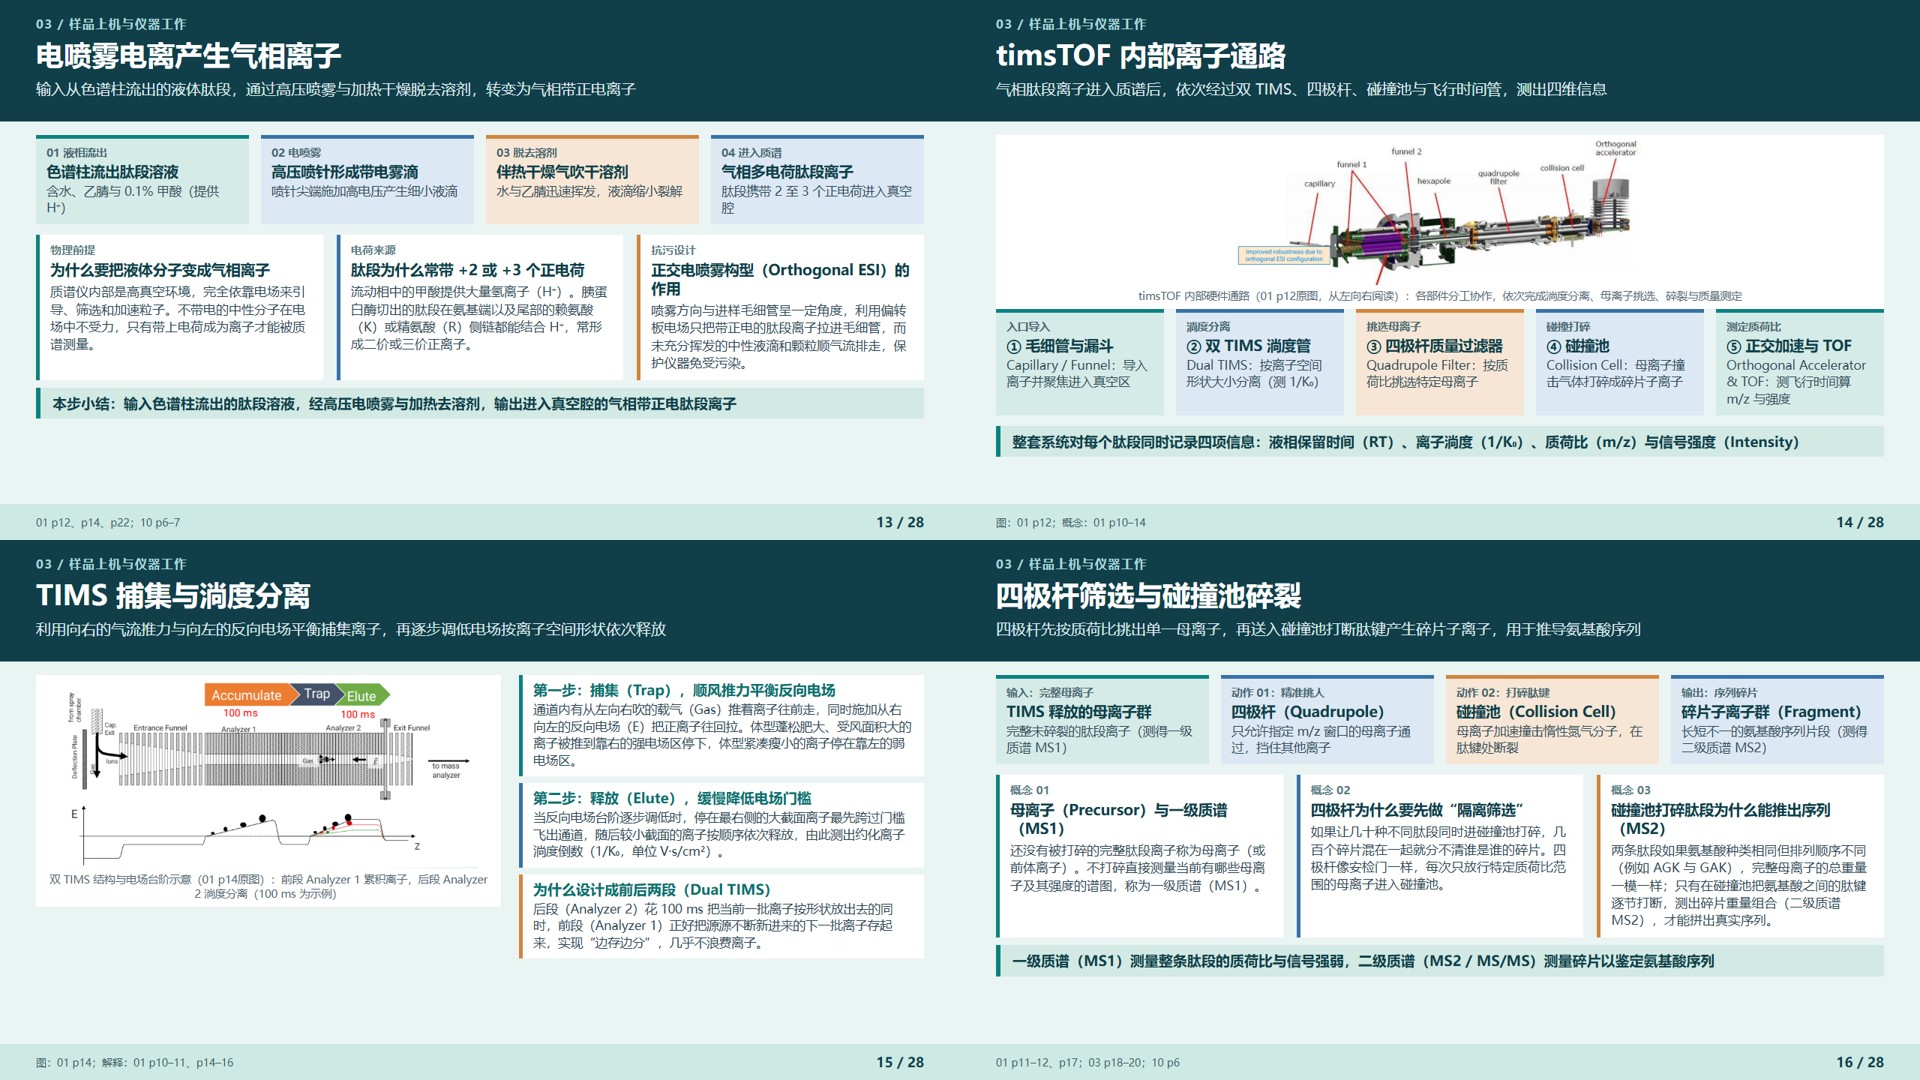 03 / 样品上机与仪器工作
电喷雾电离产生气相离子
输入从色谱柱流出的液体肽段，通过高压喷雾与加热干燥脱去溶剂，转变为气相带正电离子
01 液相流出
色谱柱流出肽段溶液
含水、乙腈与 0.1% 甲酸（提供
H⁺）
02 电喷雾
高压喷针形成带电雾滴
喷针尖端施加高电压产生细小液滴
03 脱去溶剂
伴热干燥气吹干溶剂
水与乙腈迅速挥发，液滴缩小裂解
04 进入质谱
气相多电荷肽段离子
肽段携带 2 至 3 个正电荷进入真空
腔
物理前提
为什么要把液体分子变成气相离子
质谱仪内部是高真空环境，完全依靠电场来引
导、筛选和加速粒子。不带电的中性分子在电
场中不受力，只有带上电荷成为离子才能被质
谱测量。
电荷来源
肽段为什么常带 +2 或 +3 个正电荷
流动相中的甲酸提供大量氢离子（H⁺）。胰蛋
白酶切出的肽段在氨基端以及尾部的赖氨酸
（K）或精氨酸（R）侧链都能结合 H⁺，常形
成二价或三价正离子。
抗污设计
正交电喷雾构型（Orthogonal ESI）的
作用
喷雾方向与进样毛细管呈一定角度，利用偏转
板电场只把带正电的肽段离子拉进毛细管，而
未充分挥发的中性液滴和颗粒顺气流排走，保
护仪器免受污染。
本步小结：输入色谱柱流出的肽段溶液，经高压电喷雾与加热去溶剂，输出进入真空腔的气相带正电肽段离子
01 p12、p14、p22；10 p6–7
13 / 28
03 / 样品上机与仪器工作
timsTOF 内部离子通路
气相肽段离子进入质谱后，依次经过双 TIMS、四极杆、碰撞池与飞行时间管，测出四维信息
capillary
funnel 1
funnel 2
hexapole
quadrupole
filter
collision cell
Orthogonal
accelerator
Improved robustness due to
orthogonal ESI configuration
timsTOF 内部硬件通路（01 p12原图，从左向右阅读）：各部件分工协作，依次完成淌度分离、母离子挑选、碎裂与质量测定
入口导入
① 毛细管与漏斗
Capillary / Funnel：导入
离子并聚焦进入真空区
淌度分离
② 双 TIMS 淌度管
Dual TIMS：按离子空间
形状大小分离（测 1/K₀）
挑选母离子
③ 四极杆质量过滤器
Quadrupole Filter：按质
荷比挑选特定母离子
碰撞打碎
④ 碰撞池
Collision Cell：母离子撞
击气体打碎成碎片子离子
测定质荷比
⑤ 正交加速与 TOF
Orthogonal Accelerator
& TOF：测飞行时间算
m/z 与强度
整套系统对每个肽段同时记录四项信息：液相保留时间（RT）、离子淌度（1/K₀）、质荷比（m/z）与信号强度（Intensity）
图：01 p12；概念：01 p10–14
14 / 28
03 / 样品上机与仪器工作
TIMS 捕集与淌度分离
利用向右的气流推力与向左的反向电场平衡捕集离子，再逐步调低电场按离子空间形状依次释放
Accumulate
Trap
Elute
100 ms
100 ms
from spray
chamber
Cap.
Exit
Entrance Funnel
Analyzer 1
Analyzer 2
Exit Funnel
Deflection Plate
Gas
Ions
Gas
to mass
analyzer
E
z
双 TIMS 结构与电场台阶示意（01 p14原图）：前段 Analyzer 1 累积离子，后段 Analyzer
2 淌度分离（100 ms 为示例）
第一步：捕集（Trap），顺风推力平衡反向电场
通道内有从左向右吹的载气（Gas）推着离子往前走，同时施加从右
向左的反向电场（E）把正离子往回拉。体型蓬松肥大、受风面积大的
离子被推到靠右的强电场区停下，体型紧凑瘦小的离子停在靠左的弱
电场区。
第二步：释放（Elute），缓慢降低电场门槛
当反向电场台阶逐步调低时，停在最右侧的大截面离子最先跨过门槛
飞出通道，随后较小截面的离子按顺序依次释放，由此测出约化离子
淌度倒数（1/K₀，单位 V·s/cm²）。
为什么设计成前后两段（Dual TIMS）
后段（Analyzer 2）花 100 ms 把当前一批离子按形状放出去的同
时，前段（Analyzer 1）正好把源源不断新进来的下一批离子存起
来，实现“边存边分”，几乎不浪费离子。
图：01 p14；解释：01 p10–11、p14–16
15 / 28
03 / 样品上机与仪器工作
四极杆筛选与碰撞池碎裂
四极杆先按质荷比挑出单一母离子，再送入碰撞池打断肽键产生碎片子离子，用于推导氨基酸序列
输入：完整母离子
TIMS 释放的母离子群
完整未碎裂的肽段离子（测得一级
质谱 MS1）
动作 01：精准挑人
四极杆（Quadrupole）
只允许指定 m/z 窗口的母离子通
过，挡住其他离子
动作 02：打碎肽键
碰撞池（Collision Cell）
母离子加速撞击惰性氮气分子，在
肽键处断裂
输出：序列碎片
碎片子离子群（Fragment）
长短不一的氨基酸序列片段（测得
二级质谱 MS2）
概念 01
母离子（Precursor）与一级质谱
（MS1）
还没有被打碎的完整肽段离子称为母离子（或
前体离子）。不打碎直接测量当前有哪些母离
子及其强度的谱图，称为一级质谱（MS1）。
概念 02
四极杆为什么要先做“隔离筛选”
如果让几十种不同肽段同时进碰撞池打碎，几
百个碎片混在一起就分不清谁是谁的碎片。四
极杆像安检门一样，每次只放行特定质荷比范
围的母离子进入碰撞池。
概念 03
碰撞池打碎肽段为什么能推出序列
（MS2）
两条肽段如果氨基酸种类相同但排列顺序不同
（例如 AGK 与 GAK），完整母离子的总重量
一模一样；只有在碰撞池把氨基酸之间的肽键
逐节打断，测出碎片重量组合（二级质谱
MS2），才能拼出真实序列。
一级质谱（MS1）测量整条肽段的质荷比与信号强弱，二级质谱（MS2 / MS/MS）测量碎片以鉴定氨基酸序列
01 p11–12、p17；03 p18–20；10 p6
16 / 28